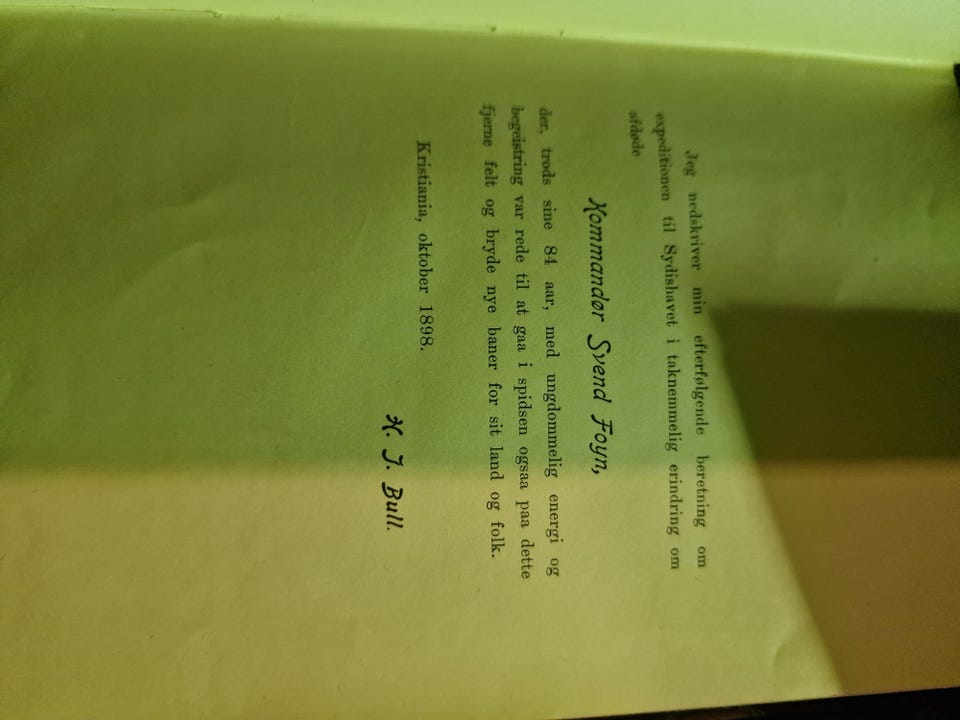 Jeg nedskriver min efterfølgende beretning om
expeditionen til Sydishavet i taknemmelig erindring om
afdøde
Kommandør Svend Foyn,
der, trods sine 84 aar, med ungdommelig energi og
begeistring var rede til at gaa i spidsen ogsaa paa dette
fjerne felt og bryde nye baner for sit land og folk.
Kristiania, oktober 1898.
H. J. Bull.